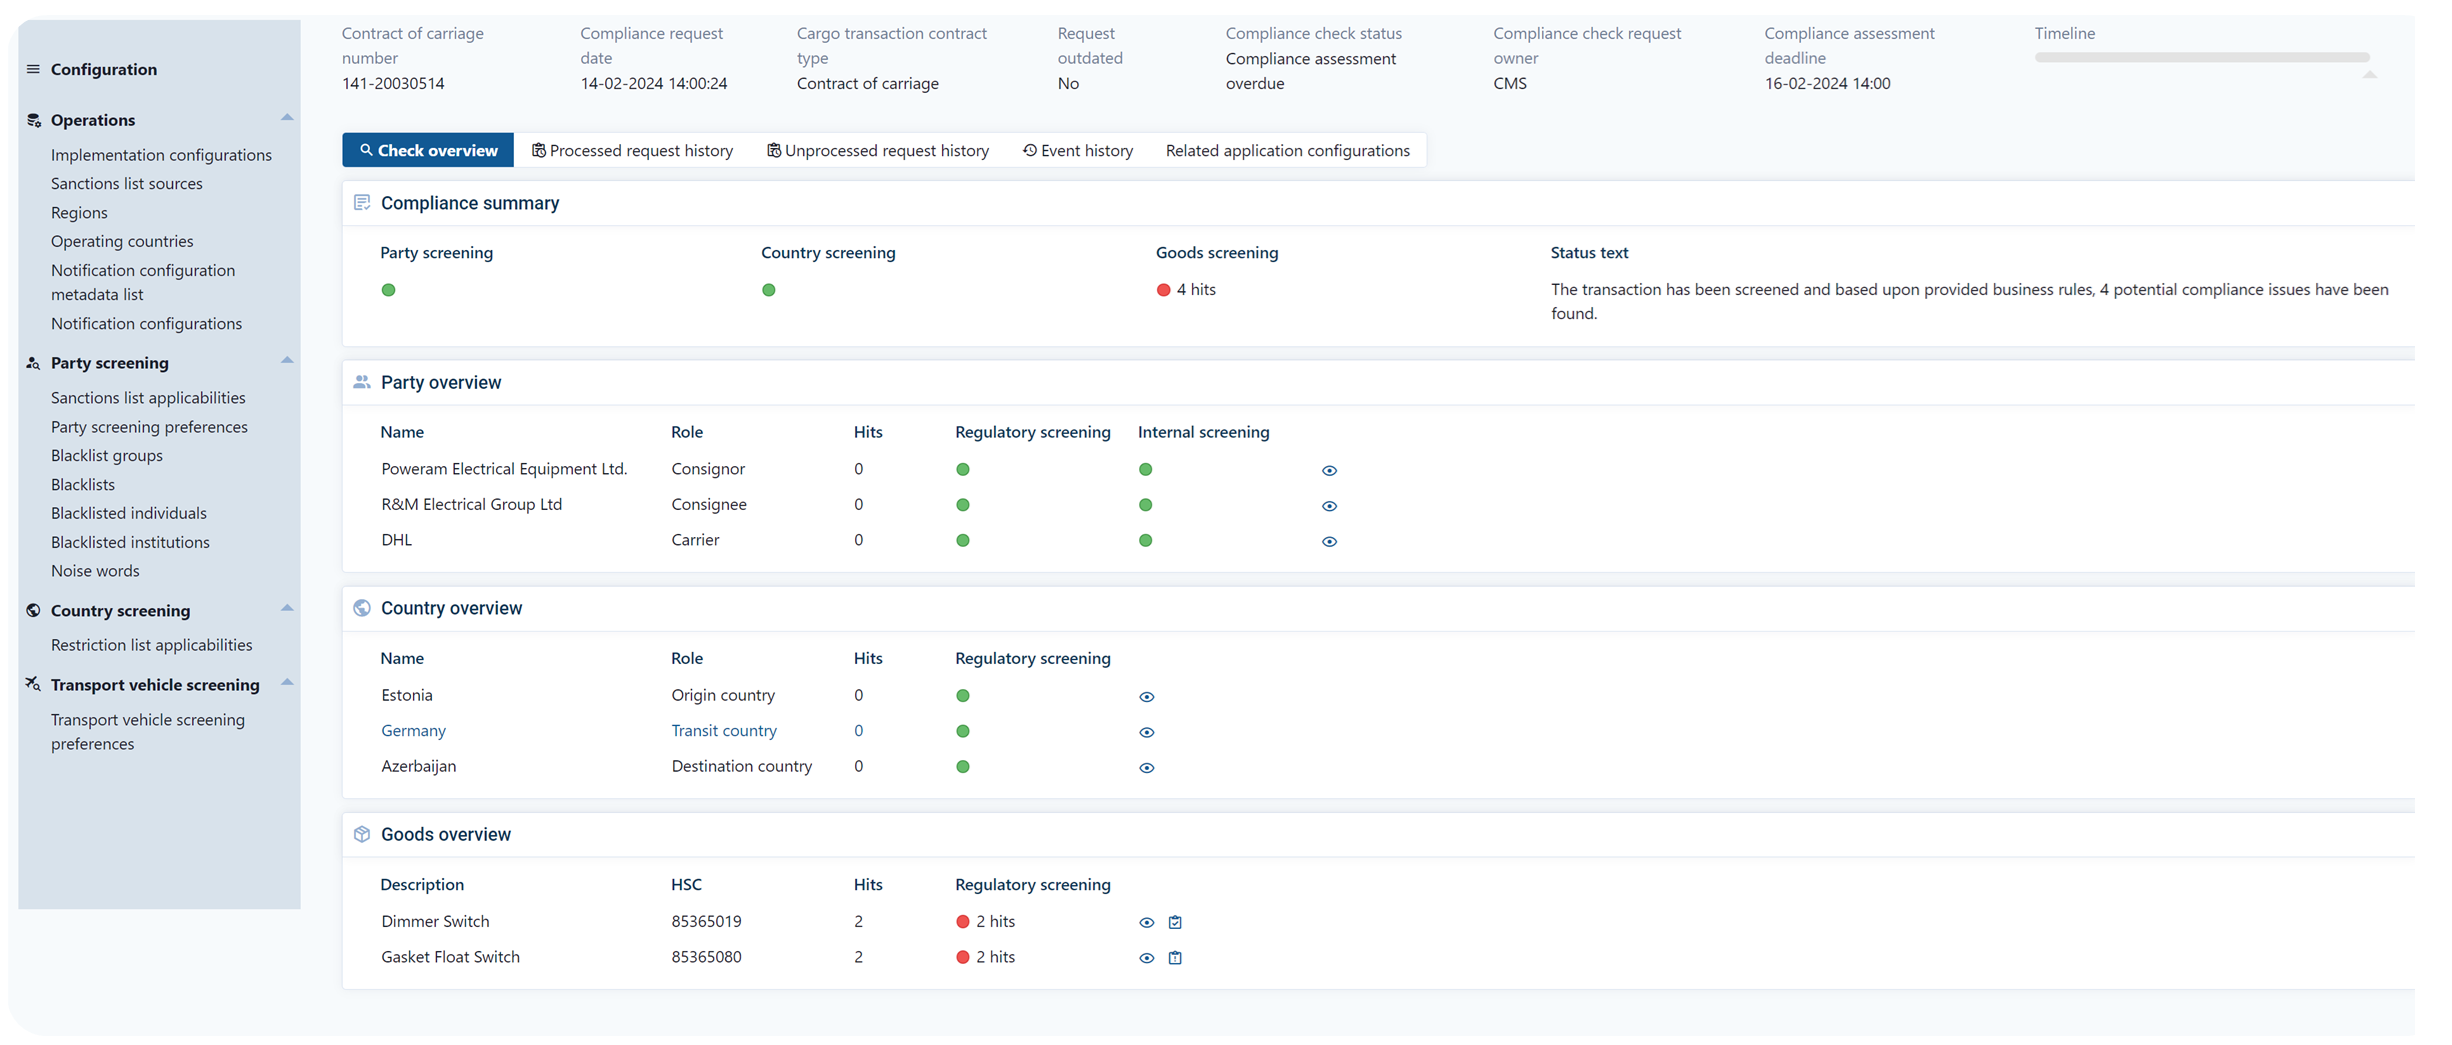 Configuration
Operations
Implementation configurations
Sanctions list sources
Regions
Operating countries
Notification configuration
metadata list
Notification configurations
Party screening
Sanctions list applicabilities
Party screening preferences
Blacklist groups
Blacklists
Blacklisted individuals
Blacklisted institutions
Noise words
Country screening
Restriction list applicabilities
Transport vehicle screening
Transport vehicle screening
preferences
Contract of carriage
number
141-20030514
Compliance request
date
14-02-2024 14:00:24
Cargo transaction contract
type
Contract of carriage
Request
outdated
No
Compliance check status
Compliance assessment
overdue
Compliance check request
owner
CMS
Compliance assessment
deadline
16-02-2024 14:00
Timeline
Check overview Processed request history Unprocessed request history Event history Related application configurations
Compliance summary
Party screening Country screening Goods screening Status text
4 hits The transaction has been screened and based upon provided business rules, 4 potential compliance issues have been
found.
Party overview
Name Role Hits Regulatory screening Internal screening
Poweram Electrical Equipment Ltd. Consignor 0
R&M Electrical Group Ltd Consignee 0
DHL Carrier 0
Country overview
Name Role Hits Regulatory screening
Estonia Origin country 0
Germany Transit country 0
Azerbaijan Destination country 0
Goods overview
Description HSC Hits Regulatory screening
Dimmer Switch 85365019 2 2 hits
Gasket Float Switch 85365080 2 2 hits